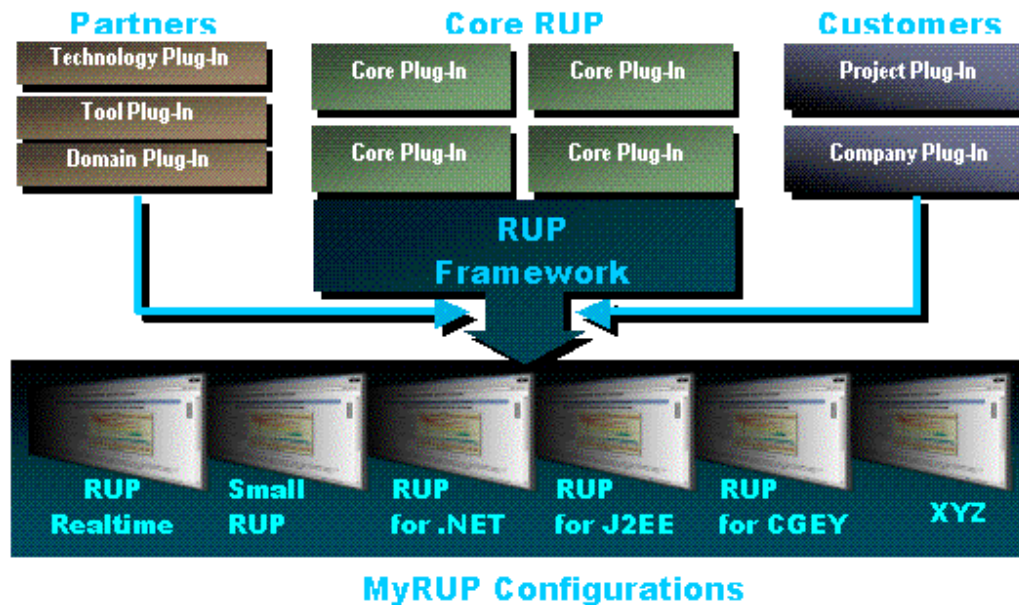 Partners
Core RUP
Customers
Technology Plug-In
Tool Plug-In
Domain Plug-In
Core Plug-In
Core Plug-In
Core Plug-In
Core Plug-In
Project Plug-In
Company Plug-In
RUP
Framework
RUP
Realtime
Small
RUP
RUP
for .NET
RUP
for J2EE
RUP
for CGEY
XYZ
MyRUP Configurations